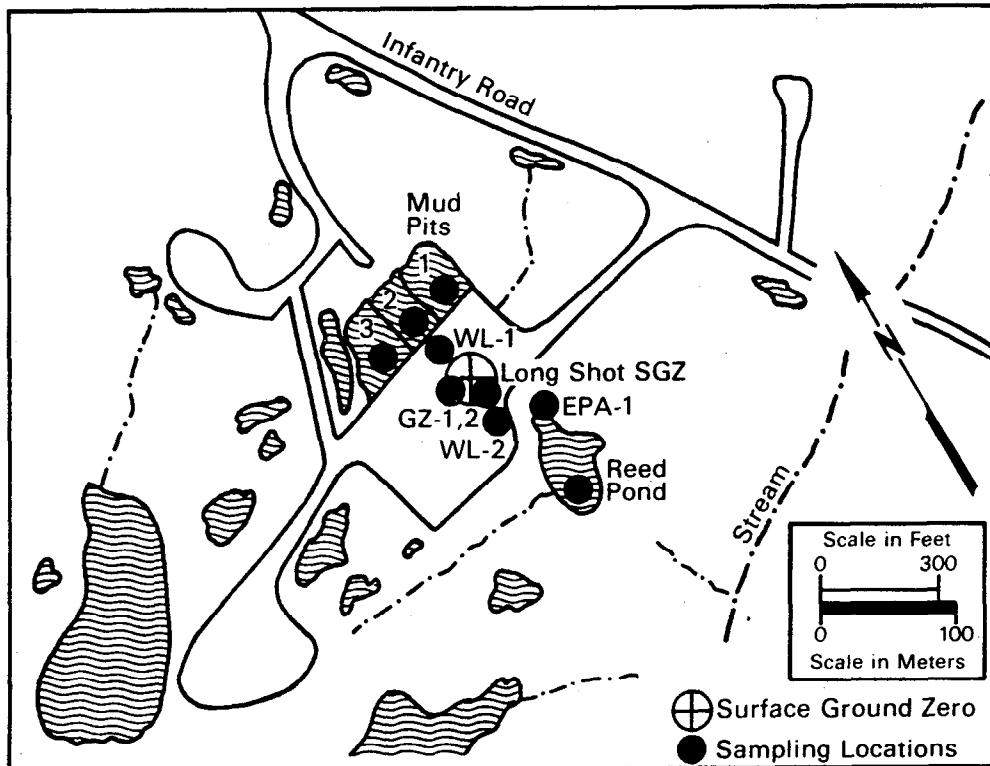 Infantry Road
Mud
Pits
1
2
3
WL-1
Long Shot SGZ
GZ-1,2
EPA-1
WL-2
Reed
Pond
Stream
N
Scale in Feet
0 300
0 100
Scale in Meters
Surface Ground Zero
Sampling Locations